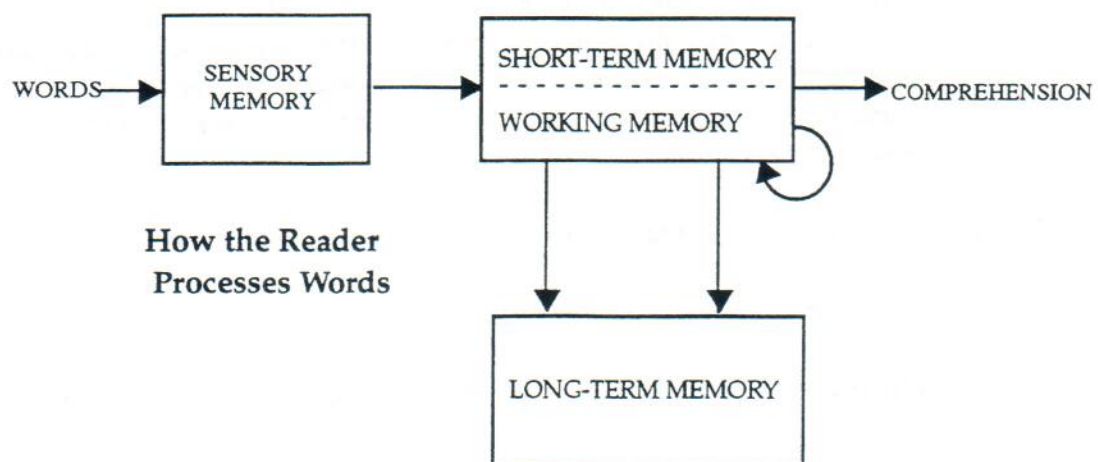 WORDS
SENSORY
MEMORY
SHORT-TERM MEMORY
WORKING MEMORY
COMPREHENSION
How the Reader
Processes Words
LONG-TERM MEMORY